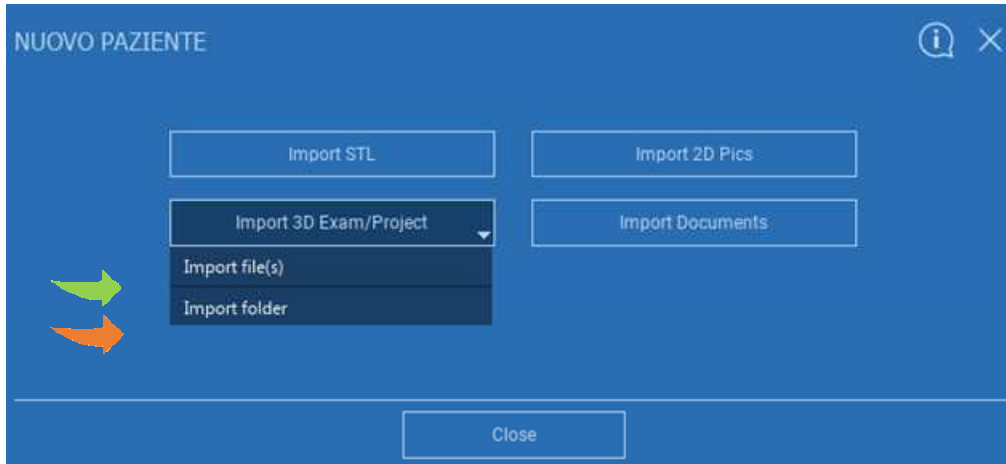 NUOVO PAZIENTE
Import STL
Import 2D Pics
Import 3D Exam/Project
Import Documents
Import file(s)
Import folder
Close